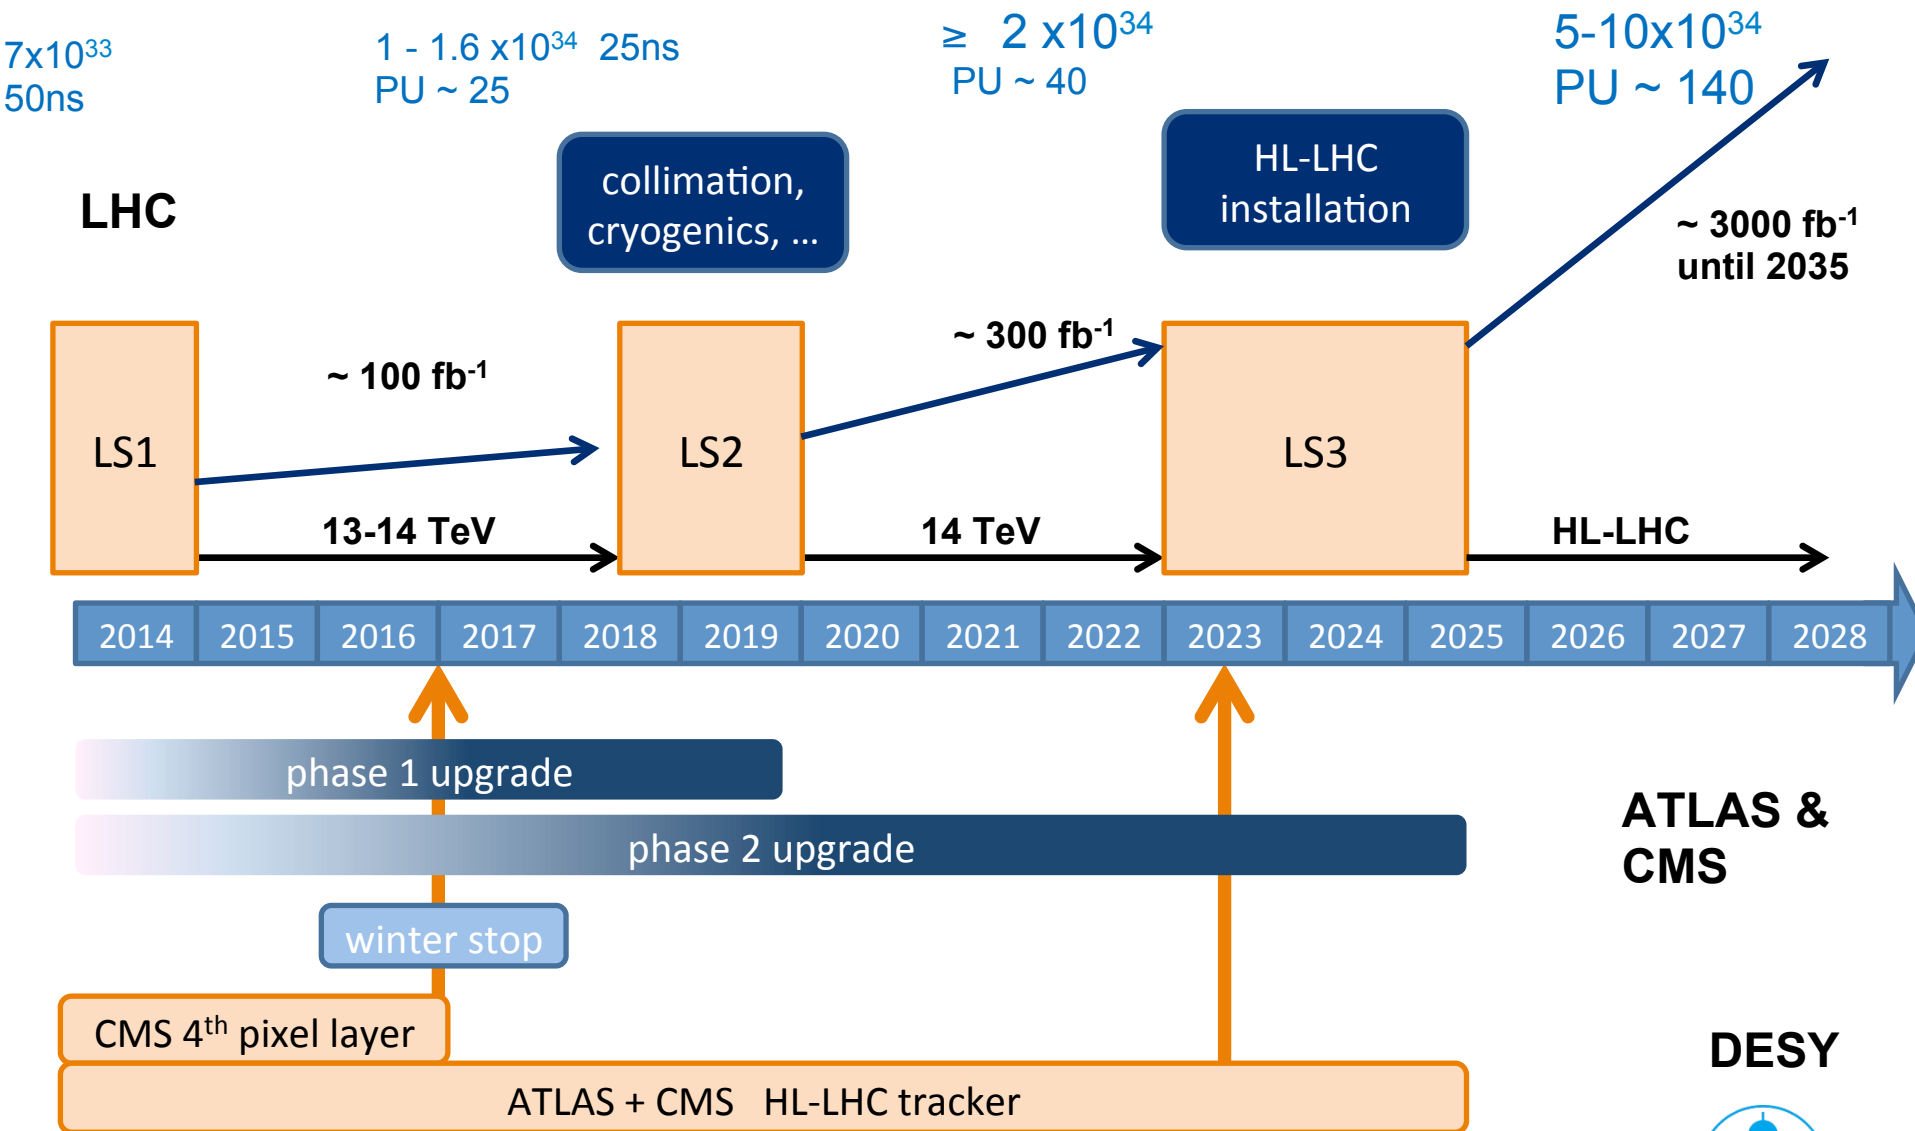 7x10³³
50ns
1 - 1.6 x10³⁴ 25ns
PU ~ 25
≥ 2 x10³⁴
PU ~ 40
5-10x10³⁴
PU ~ 140
LHC
collimation,
cryogenics, ...
HL-LHC
installation
~ 3000 fb⁻¹
until 2035
~ 100 fb⁻¹
~ 300 fb⁻¹
LS1
LS2
LS3
13-14 TeV
14 TeV
HL-LHC
2014 2015 2016 2017 2018 2019 2020 2021 2022 2023 2024 2025 2026 2027 2028
phase 1 upgrade
phase 2 upgrade
ATLAS &
CMS
winter stop
CMS 4ᵗʰ pixel layer
DESY
ATLAS + CMS HL-LHC tracker